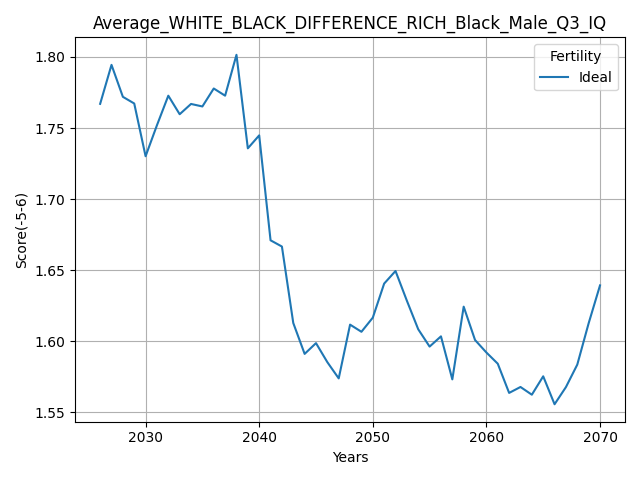 Average_WHITE_BLACK_DIFFERENCE_RICH_Black_Male_Q3_IQ
Fertility
Ideal
Score(-5-6)
1.80
1.75
1.70
1.65
1.60
1.55
2030 2040 2050 2060 2070
Years